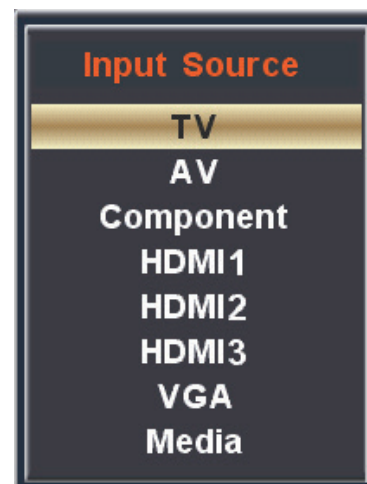 Input Source
TV
AV
Component
HDMI1
HDMI2
HDMI3
VGA
Media